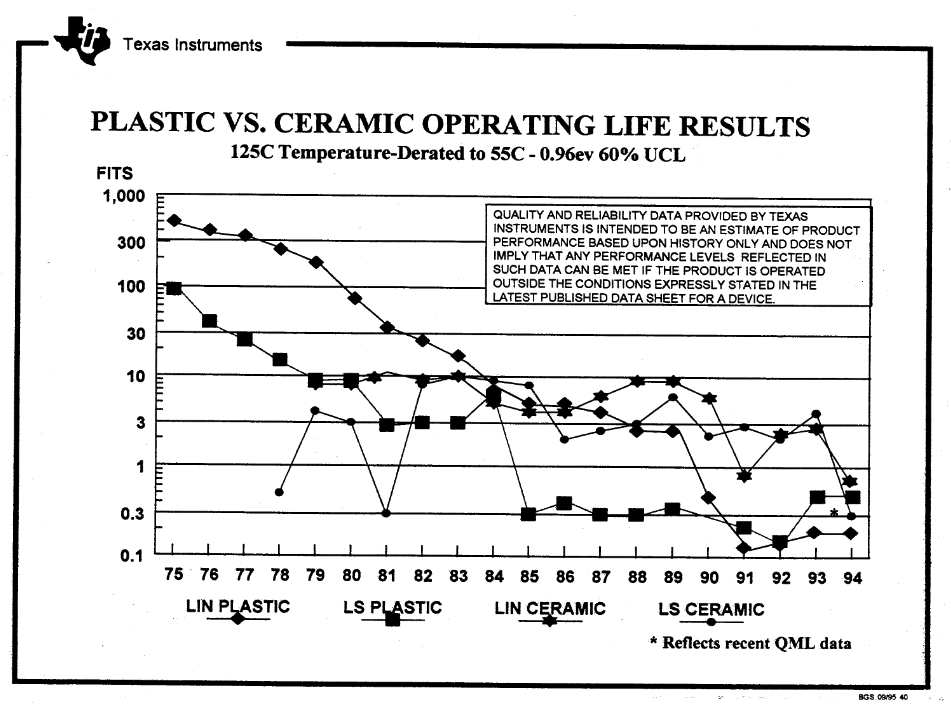 Texas Instruments
PLASTIC VS. CERAMIC OPERATING LIFE RESULTS
125C Temperature-Derated to 55C - 0.96ev 60% UCL
FITS
1,000
300
100
30
10
3
1
0.3
0.1
QUALITY AND RELIABILITY DATA PROVIDED BY TEXAS
INSTRUMENTS IS INTENDED TO BE AN ESTIMATE OF PRODUCT
PERFORMANCE BASED UPON HISTORY ONLY AND DOES NOT
IMPLY THAT ANY PERFORMANCE LEVELS REFLECTED IN
SUCH DATA CAN BE MET IF THE PRODUCT IS OPERATED
OUTSIDE THE CONDITIONS EXPRESSLY STATED IN THE
LATEST PUBLISHED DATA SHEET FOR A DEVICE.
*
75 76 77 78 79 80 81 82 83 84 85 86 87 88 89 90 91 92 93 94
LIN PLASTIC LS PLASTIC LIN CERAMIC LS CERAMIC
* Reflects recent QML data
BGS 09/95 40